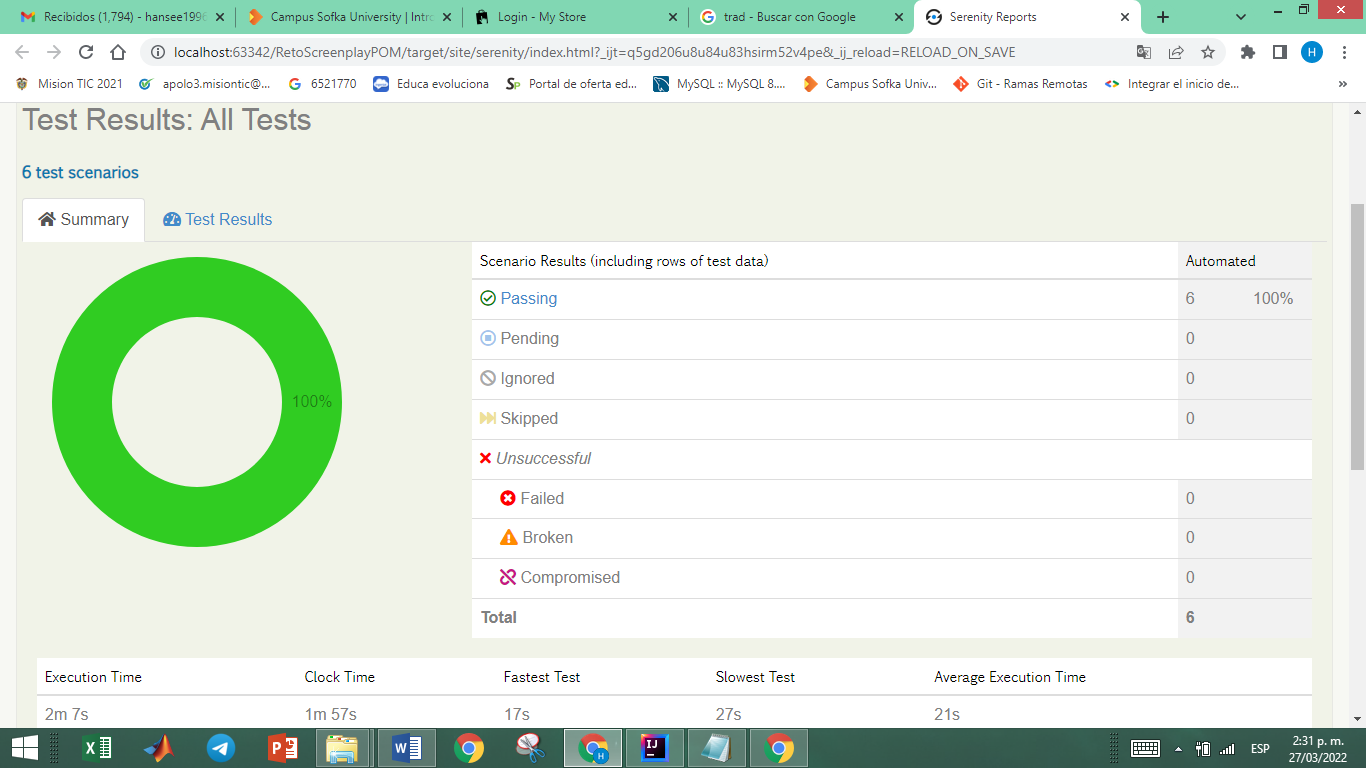 Recibidos (1,794) - hansee1996
Campus Sofka University | Intro
Login - My Store
trad - Buscar con Google
Serenity Reports
localhost:63342/RetoScreenplayPOM/target/site/serenity/index.html?_ijt=q5gd206u8u84u83hsirm52v4pe&_ij_reload=RELOAD_ON_SAVE
H
Mision TIC 2021
apolo3.misiontic@...
6521770
Educa evoluciona
Portal de oferta ed...
MySQL :: MySQL 8....
Campus Sofka Univ...
Git - Ramas Remotas
Integrar el inicio de...
»
Test Results: All Tests
6 test scenarios
Summary
Test Results
100%
Scenario Results (including rows of test data) Automated
Passing 6 100%
Pending 0
Ignored 0
Skipped 0
Unsuccessful
Failed 0
Broken 0
Compromised 0
Total 6
Execution Time Clock Time Fastest Test Slowest Test Average Execution Time
2m 7s 1m 57s 17s 27s 21s
ESP
2:31 p. m.
27/03/2022